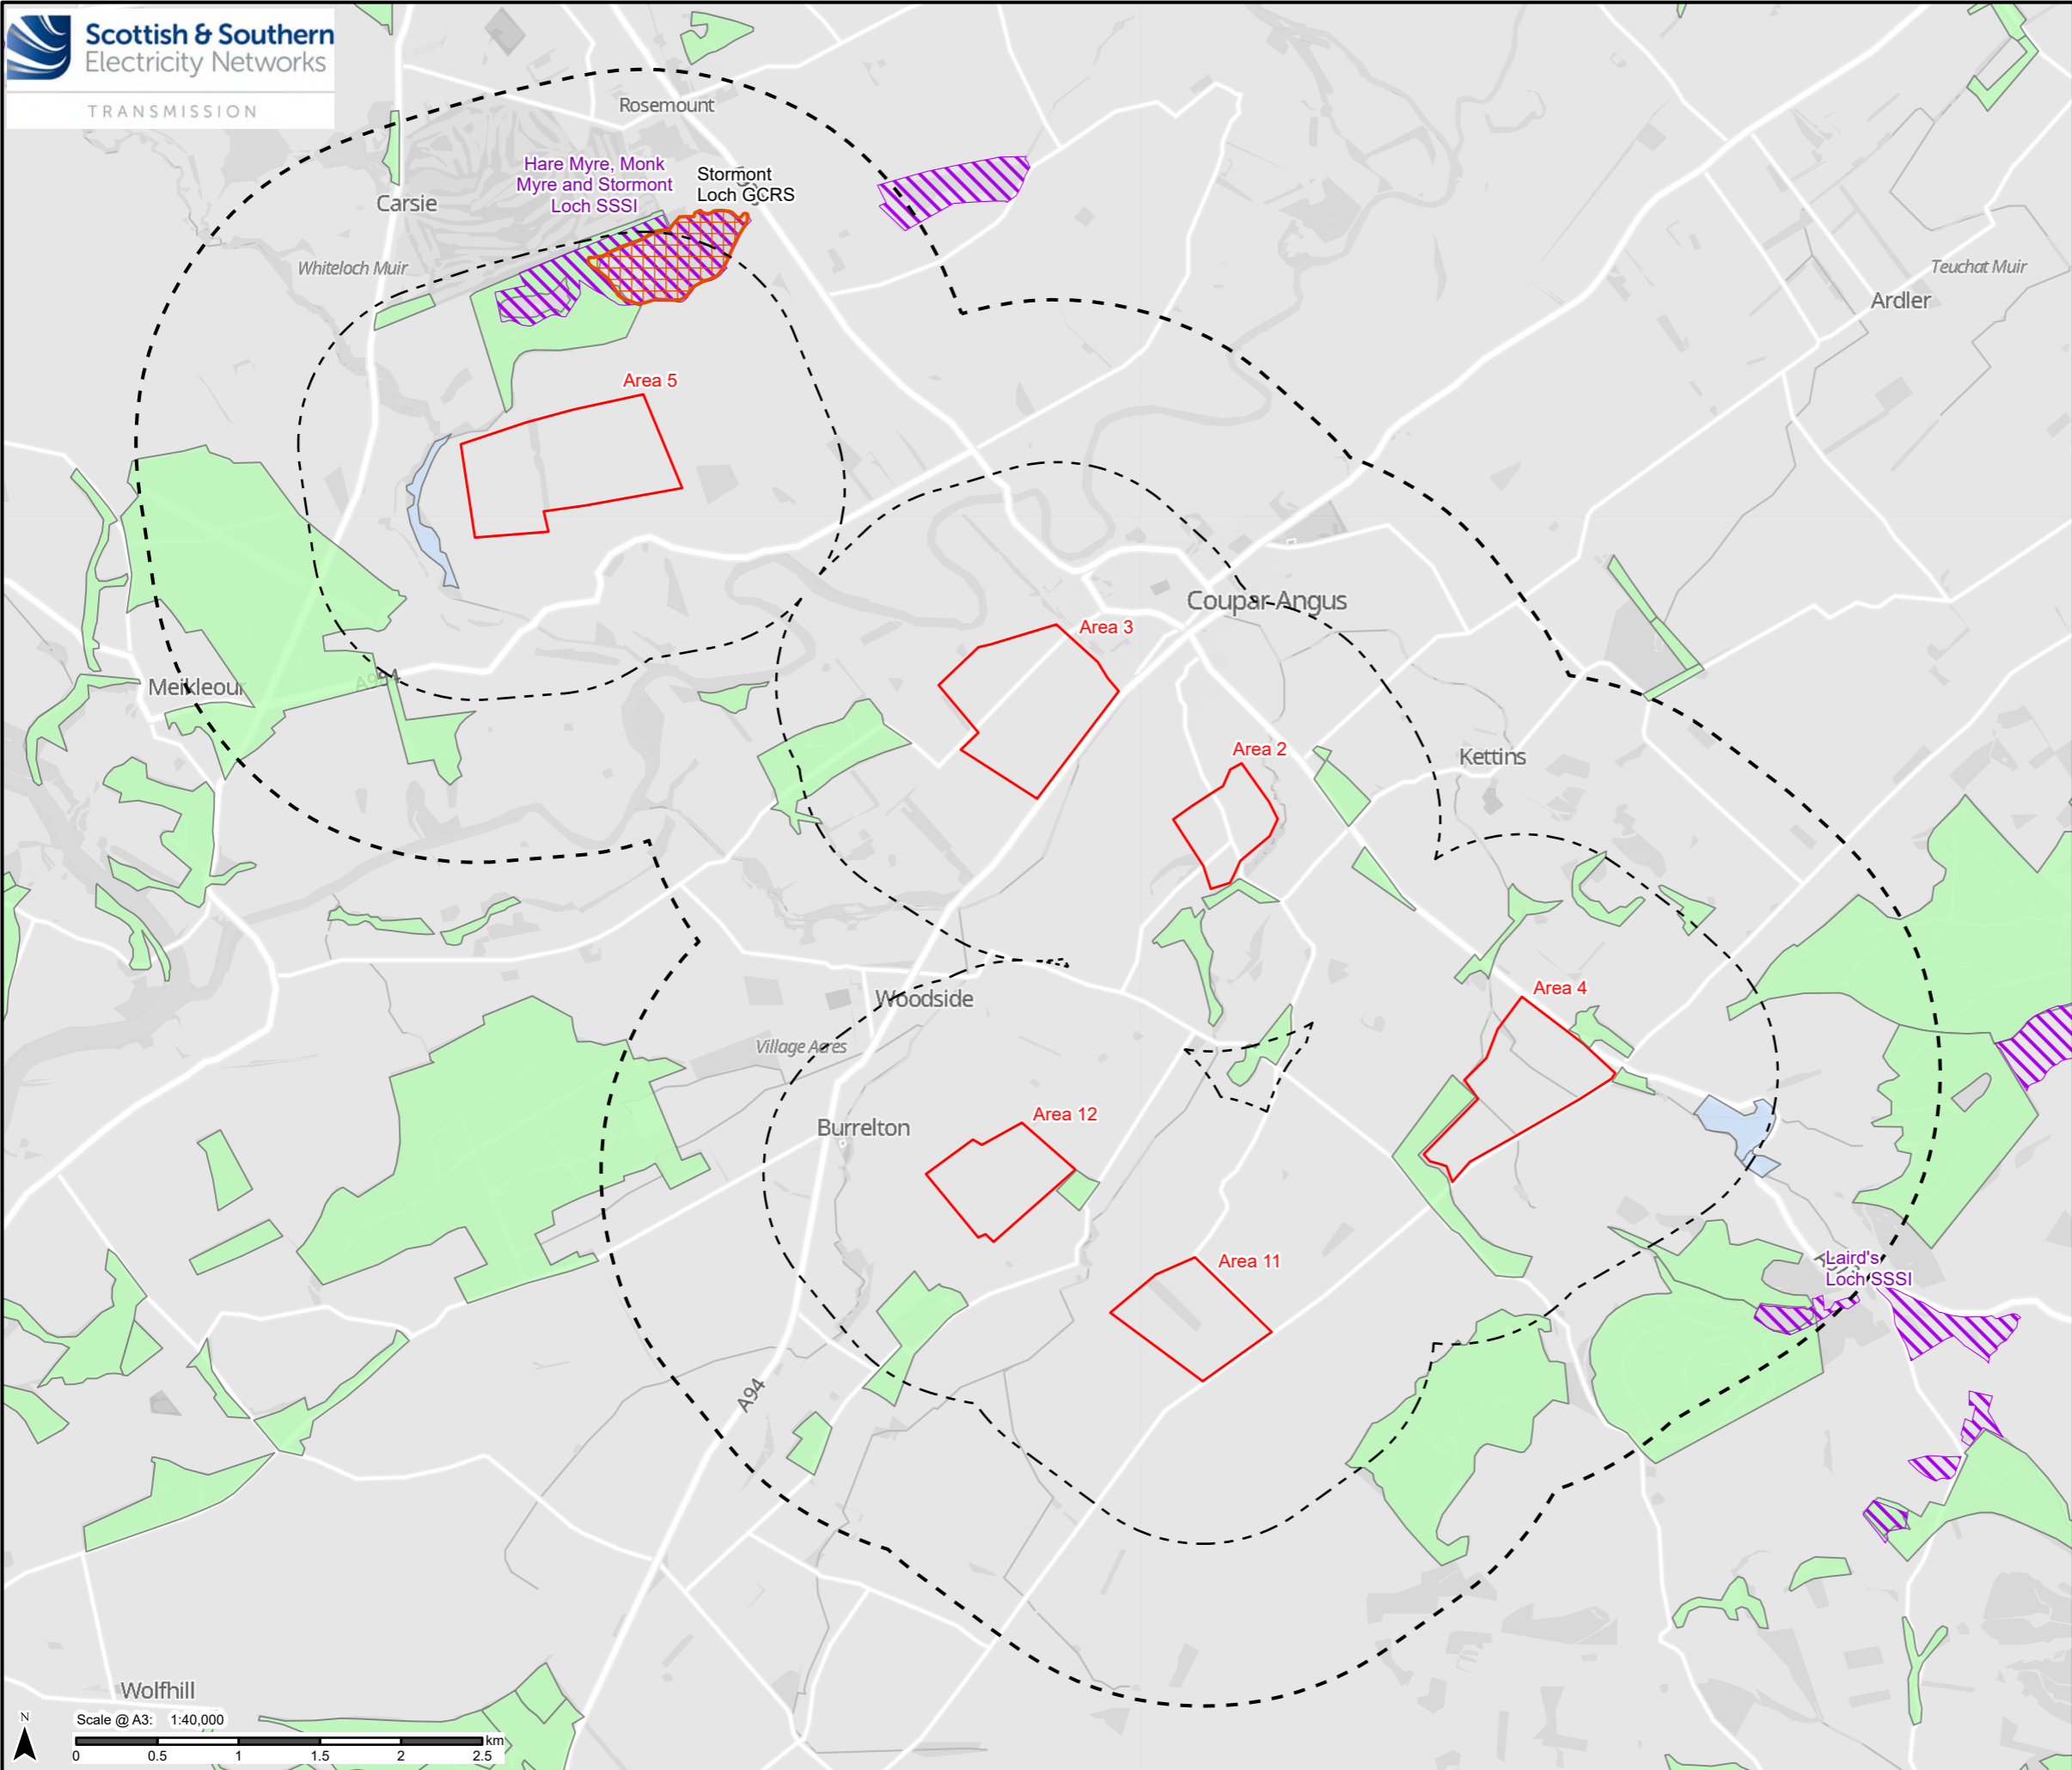 Scottish & Southern
Electricity Networks
TRANSMISSION
Rosemount
Hare Myre, Monk
Myre and Stormont
Loch SSSI
Stormont
Loch GCRS
Carsie
Whiteloch Muir
Teuchat Muir
Ardler
Area 5
Coupar Angus
Area 3
Meikleour
A984
Area 2
Kettins
Area 4
Woodside
Village Acres
Area 12
Burrelton
Area 11
Laird's
Loch SSSI
A94
Wolfhill
N
Scale @ A3: 1:40,000
km
0 0.5 1 1.5 2 2.5